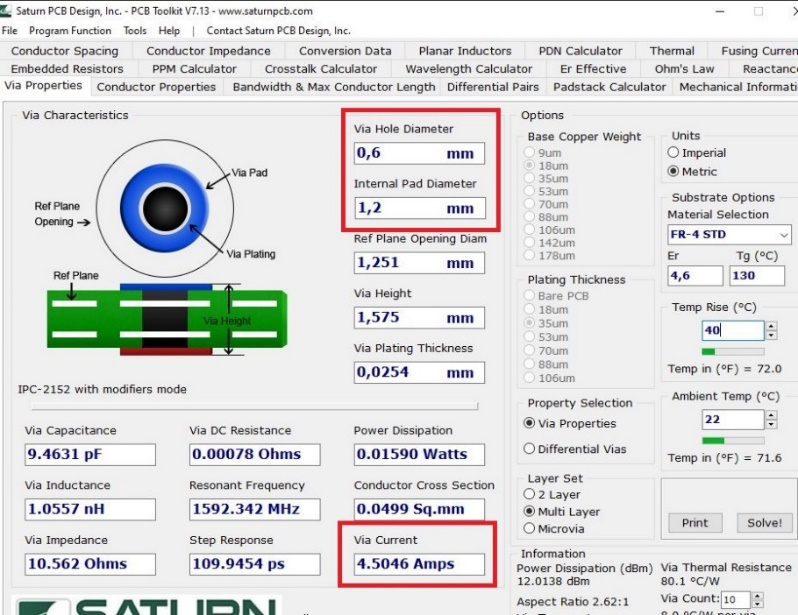 Saturn PCB Design, Inc. - PCB Toolkit V7.13 - www.saturnpcb.com
File Program Function Tools Help | Contact Saturn PCB Design, Inc.
Conductor Spacing Conductor Impedance Conversion Data Planar Inductors PDN Calculator Thermal Fusing Curren
Embedded Resistors PPM Calculator Crosstalk Calculator Wavelength Calculator Er Effective Ohm's Law Reactance
Via Properties Conductor Properties Bandwidth & Max Conductor Length Differential Pairs Padstack Calculator Mechanical Informati
Via Characteristics
Via Pad
Ref Plane
Opening
Via Plating
Ref Plane
Via Height
IPC-2152 with modifiers mode
Via Hole Diameter
0,6 mm
Internal Pad Diameter
1,2 mm
Ref Plane Opening Diam
1,251 mm
Via Height
1,575 mm
Via Plating Thickness
0,0254 mm
Via Capacitance Via DC Resistance Power Dissipation
9.4631 pF 0.00078 Ohms 0.01590 Watts
Via Inductance Resonant Frequency Conductor Cross Section
1.0557 nH 1592.342 MHz 0.0499 Sq.mm
Via Impedance Step Response Via Current
10.562 Ohms 109.9454 ps 4.5046 Amps
SATURN
Options
Base Copper Weight
9um
18um
35um
53um
70um
88um
106um
142um
178um
Plating Thickness
Bare PCB
18um
35um
53um
70um
88um
106um
Property Selection
Via Properties
Differential Vias
Layer Set
2 Layer
Multi Layer
Microvia
Units
Imperial
Metric
Substrate Options
Material Selection
FR-4 STD
Er Tg (°C)
4,6 130
Temp Rise (°C)
40
Temp in (°F) = 72.0
Ambient Temp (°C)
22
Temp in (°F) = 71.6
Print Solve!
Information
Power Dissipation (dBm) Via Thermal Resistance
12.0138 dBm 80.1 °C/W
Aspect Ratio 2.62:1 Via Count: 10
8.0 °C/W per via